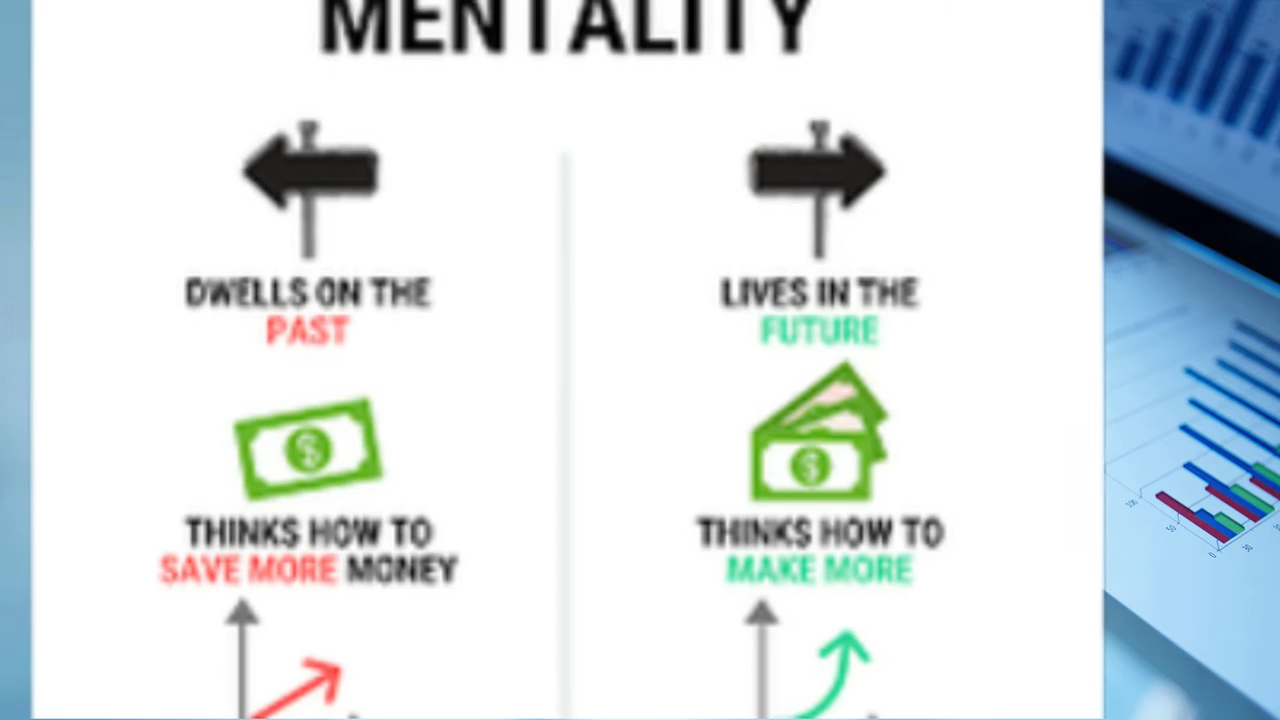 MENTALITY
DWELLS ON THE
PAST
LIVES IN THE
FUTURE
THINKS HOW TO
SAVE MORE MONEY
THINKS HOW TO
MAKE MORE